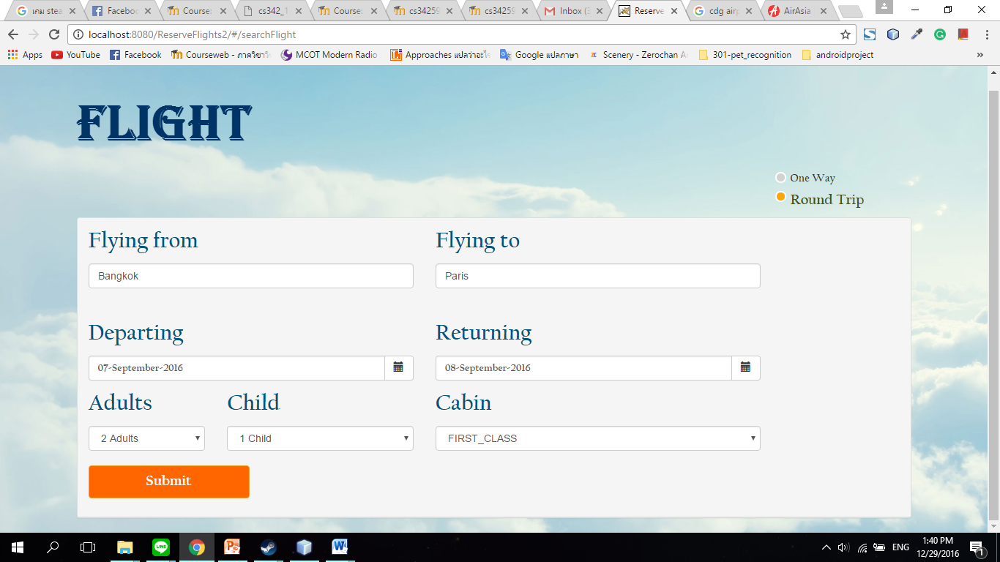 เกม stea
Faceboo
Course:
cs342_1
Course:
cs34259
cs34259
Inbox (3
Reserve
cdg airp
AirAsia
localhost:8080/ReserveFlights2/#/searchFlight
Apps
YouTube
Facebook
Courseweb - ภาควิชาวิ
MCOT Modern Radio
Approaches แปลว่าอะไร
Google แปลภาษา
Scenery - Zerochan A
301-pet_recognition
androidproject
»
FLIGHT
One Way
Round Trip
Flying from
Flying to
Bangkok
Paris
Departing
Returning
07-September-2016
08-September-2016
Adults
Child
Cabin
2 Adults
1 Child
FIRST_CLASS
Submit
ENG
1:40 PM
12/29/2016
1